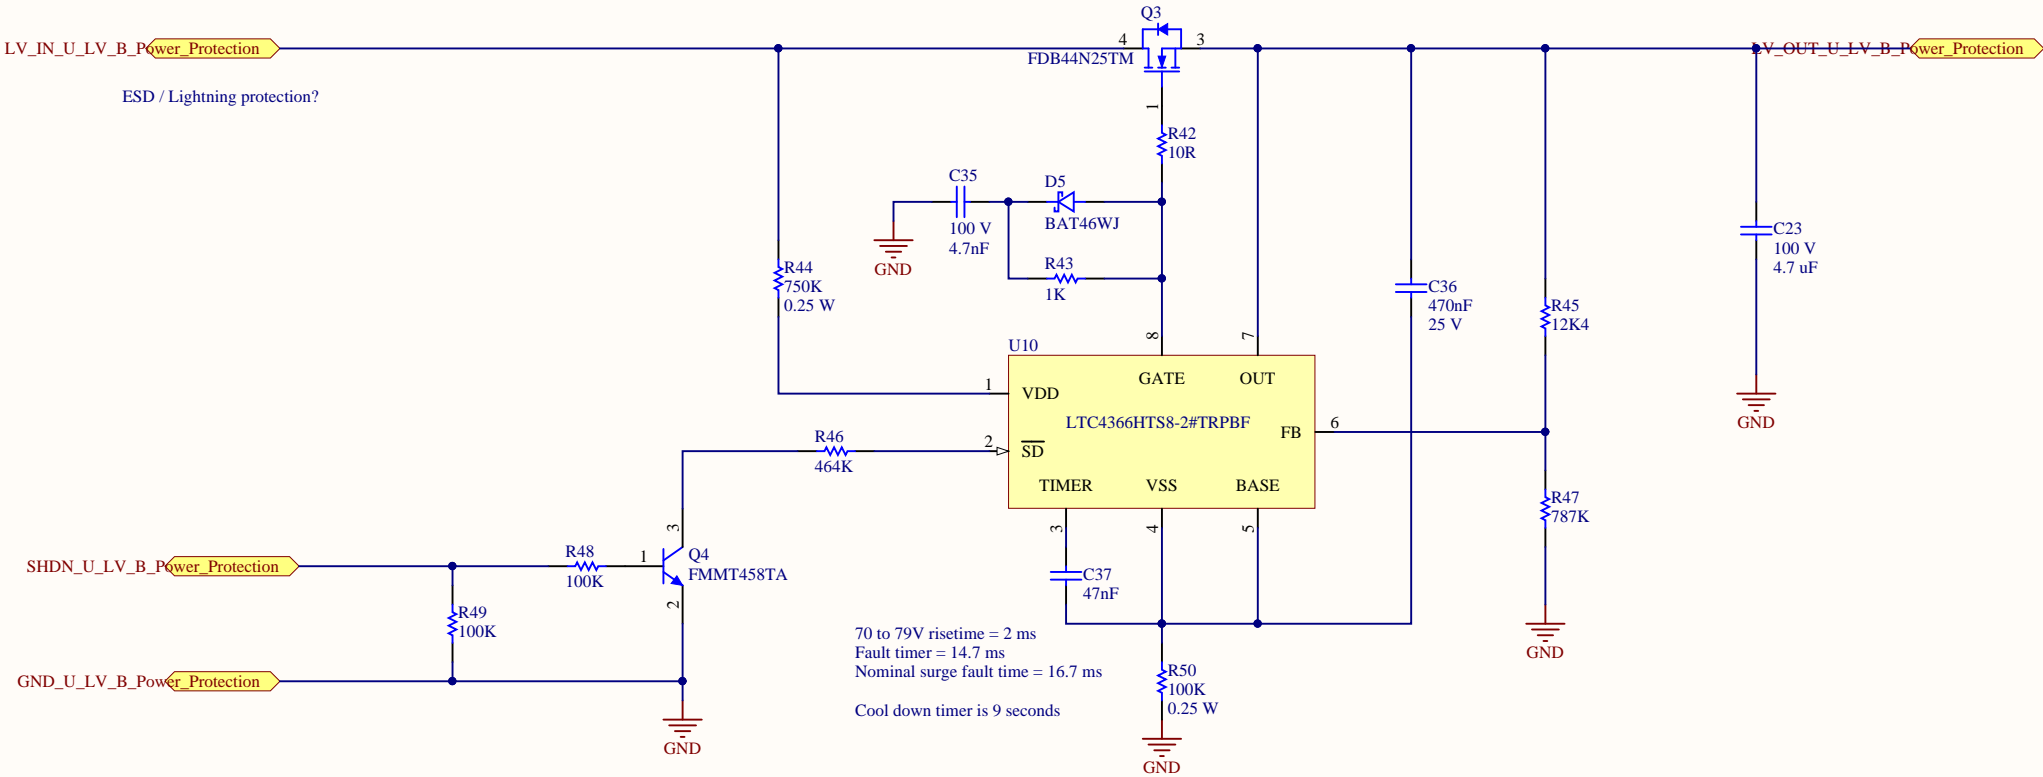 Q3
LV_IN_U_LV_B_Power_Protection
4
3
LV_OUT_U_LV_B_Power_Protection
FDB44N25TM
ESD / Lightning protection?
1
R42
10R
C35
100 V
4.7nF
GND
D5
BAT46WJ
R43
1K
R44
750K
0.25 W
C36
470nF
25 V
R45
12K4
C23
100 V
4.7 uF
GND
U10
8
7
GATE
OUT
1
VDD
LTC4366HTS8-2#TRPBF
FB
6
R46
464K
2
SD
TIMER
VSS
BASE
3
4
5
R47
787K
GND
SHDN_U_LV_B_Power_Protection
R48
100K
1
3
Q4
FMMT458TA
2
R49
100K
C37
47nF
GND_U_LV_B_Power_Protection
GND
70 to 79V risetime = 2 ms
Fault timer = 14.7 ms
Nominal surge fault time = 16.7 ms
Cool down timer is 9 seconds
R50
100K
0.25 W
GND